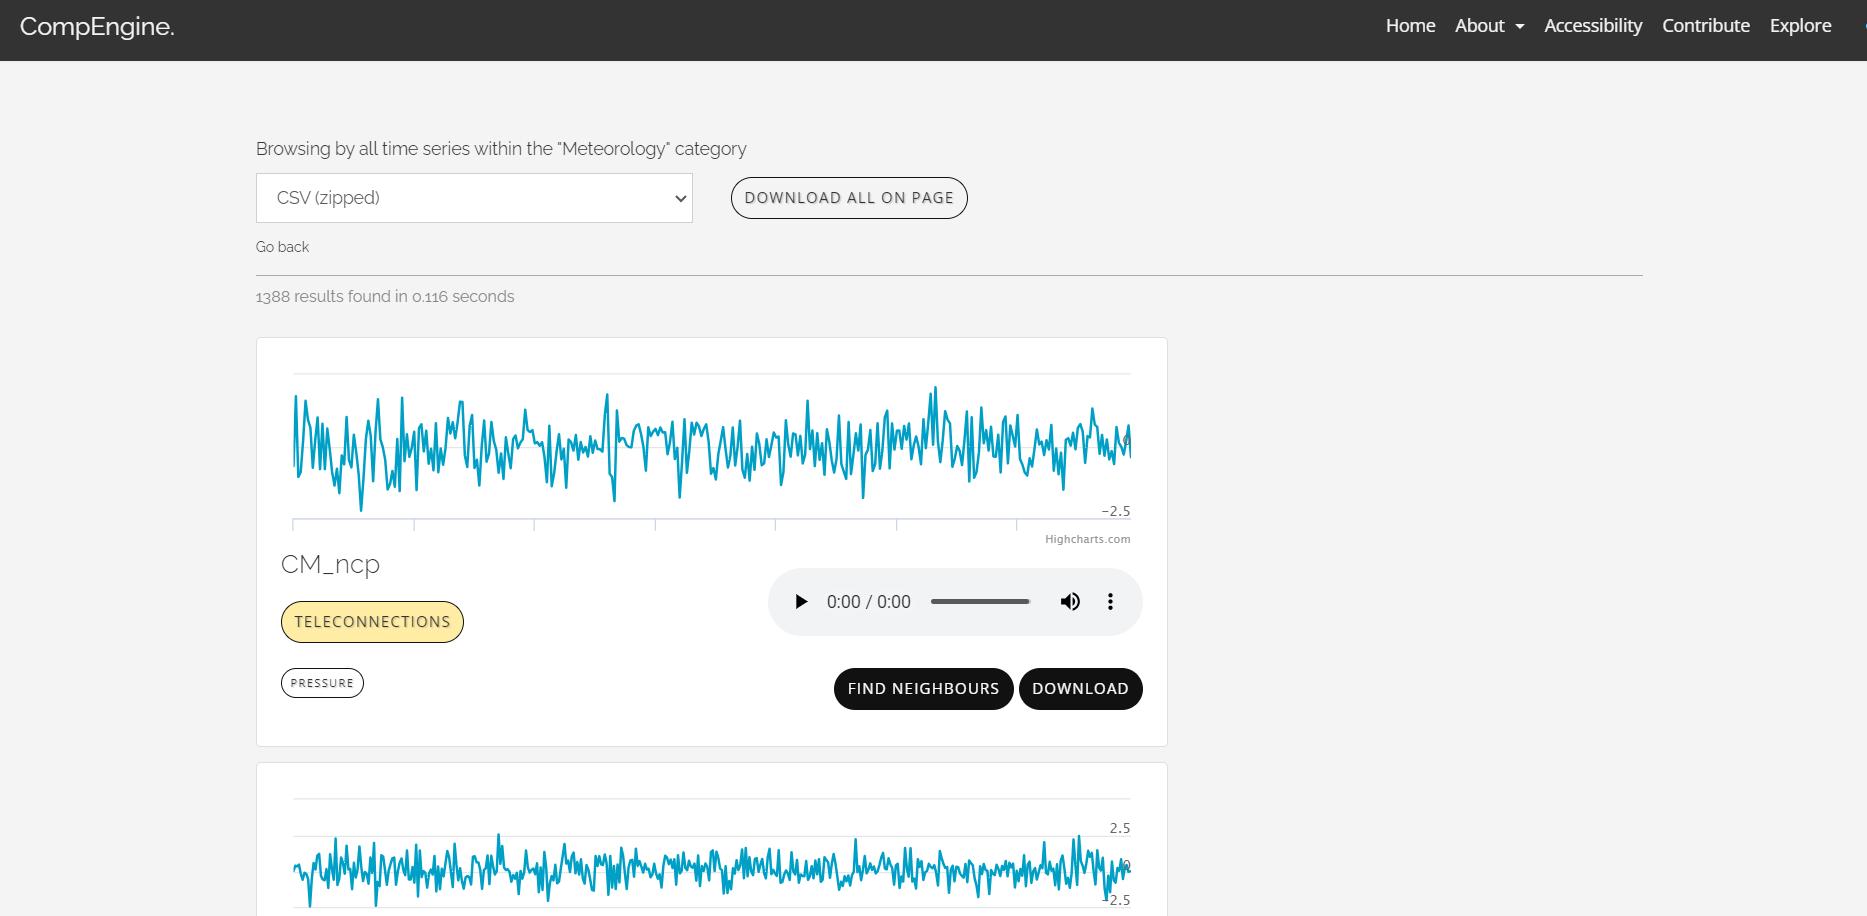 CompEngine.
Home About Accessibility Contribute Explore
Browsing by all time series within the "Meteorology" category
CSV (zipped)
DOWNLOAD ALL ON PAGE
Go back
1388 results found in 0.116 seconds
0
−2.5
Highcharts.com
CM_ncp
0:00 / 0:00
TELECONNECTIONS
PRESSURE
FIND NEIGHBOURS DOWNLOAD
2.5
0
−2.5